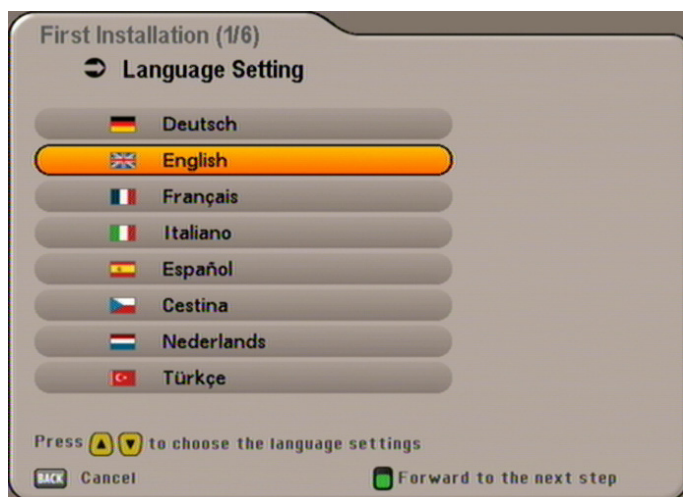 First Installation (1/6)
Language Setting
Deutsch
English
Français
Italiano
Español
Cestina
Nederlands
Türkçe
Press to choose the language settings
BACK Cancel Forward to the next step